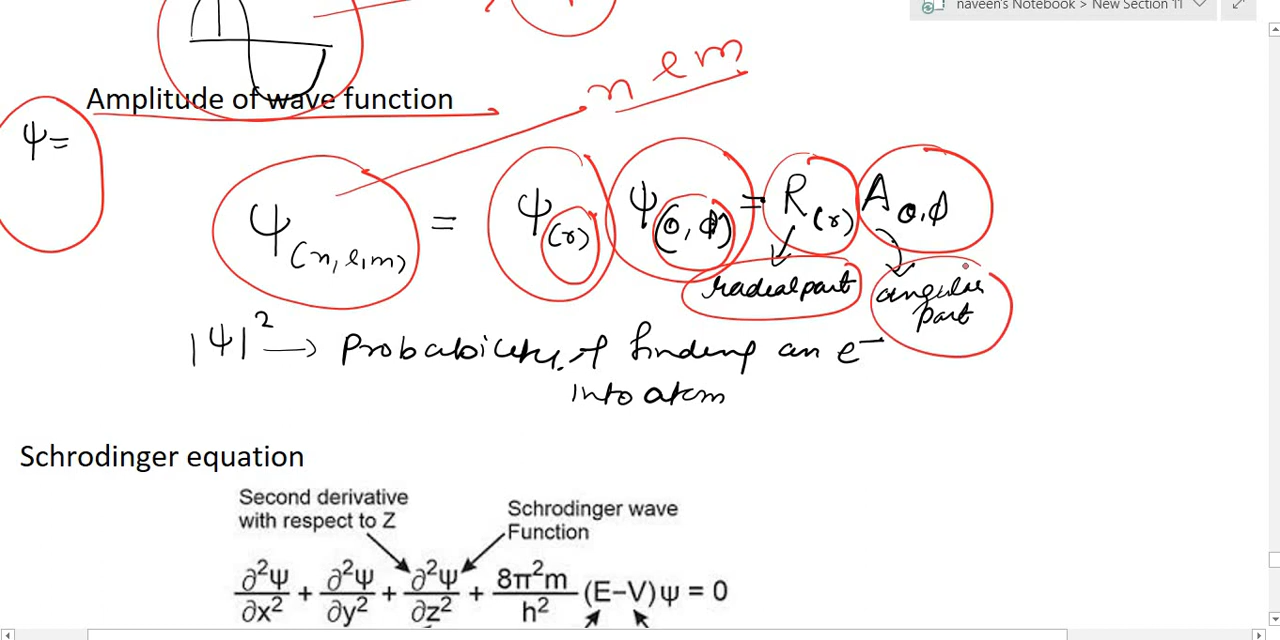 naveen's Notebook > New Section 11
n l m
Amplitude of wave function
ψ=
ψ(n,l,m) = ψ(r) ψ(θ,ϕ) = R(r) Aθ,ϕ
radial part angular part
|ψ|² → Probability of finding an e⁻
into atom
Schrodinger equation
Second derivative
with respect to Z
Schrodinger wave
Function
∂²ψ/∂x² + ∂²ψ/∂y² + ∂²ψ/∂z² + 8π²m/h² (E−V)ψ = 0